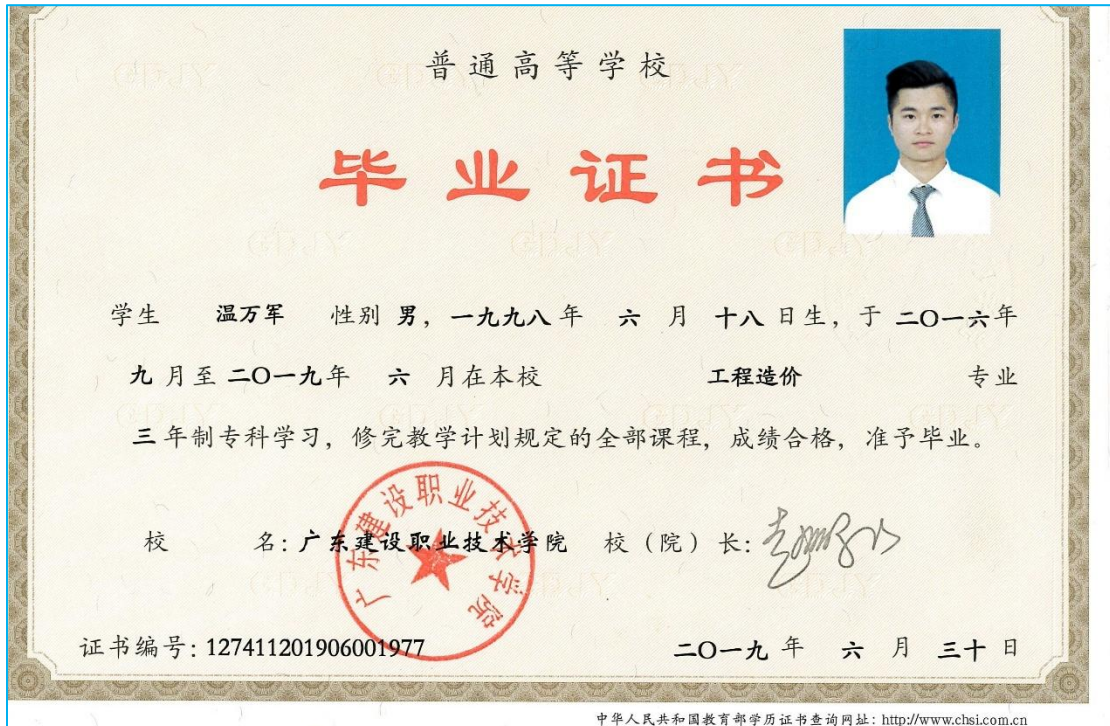 普通高等学校
毕业证书
学生 温万军 性别 男，一九九八年 六 月 十八 日生，于 二〇一六年
九 月至 二〇一九年 六 月在本校 工程造价 专业
三 年制专科学习，修完教学计划规定的全部课程，成绩合格，准予毕业。
广东建设职业技术学院
校 名：广东建设职业技术学院 校（院）长：
证书编号：127411201906001977 二〇一九 年 六 月 三十 日
中华人民共和国教育部学历证书查询网址：http://www.chsi.com.cn